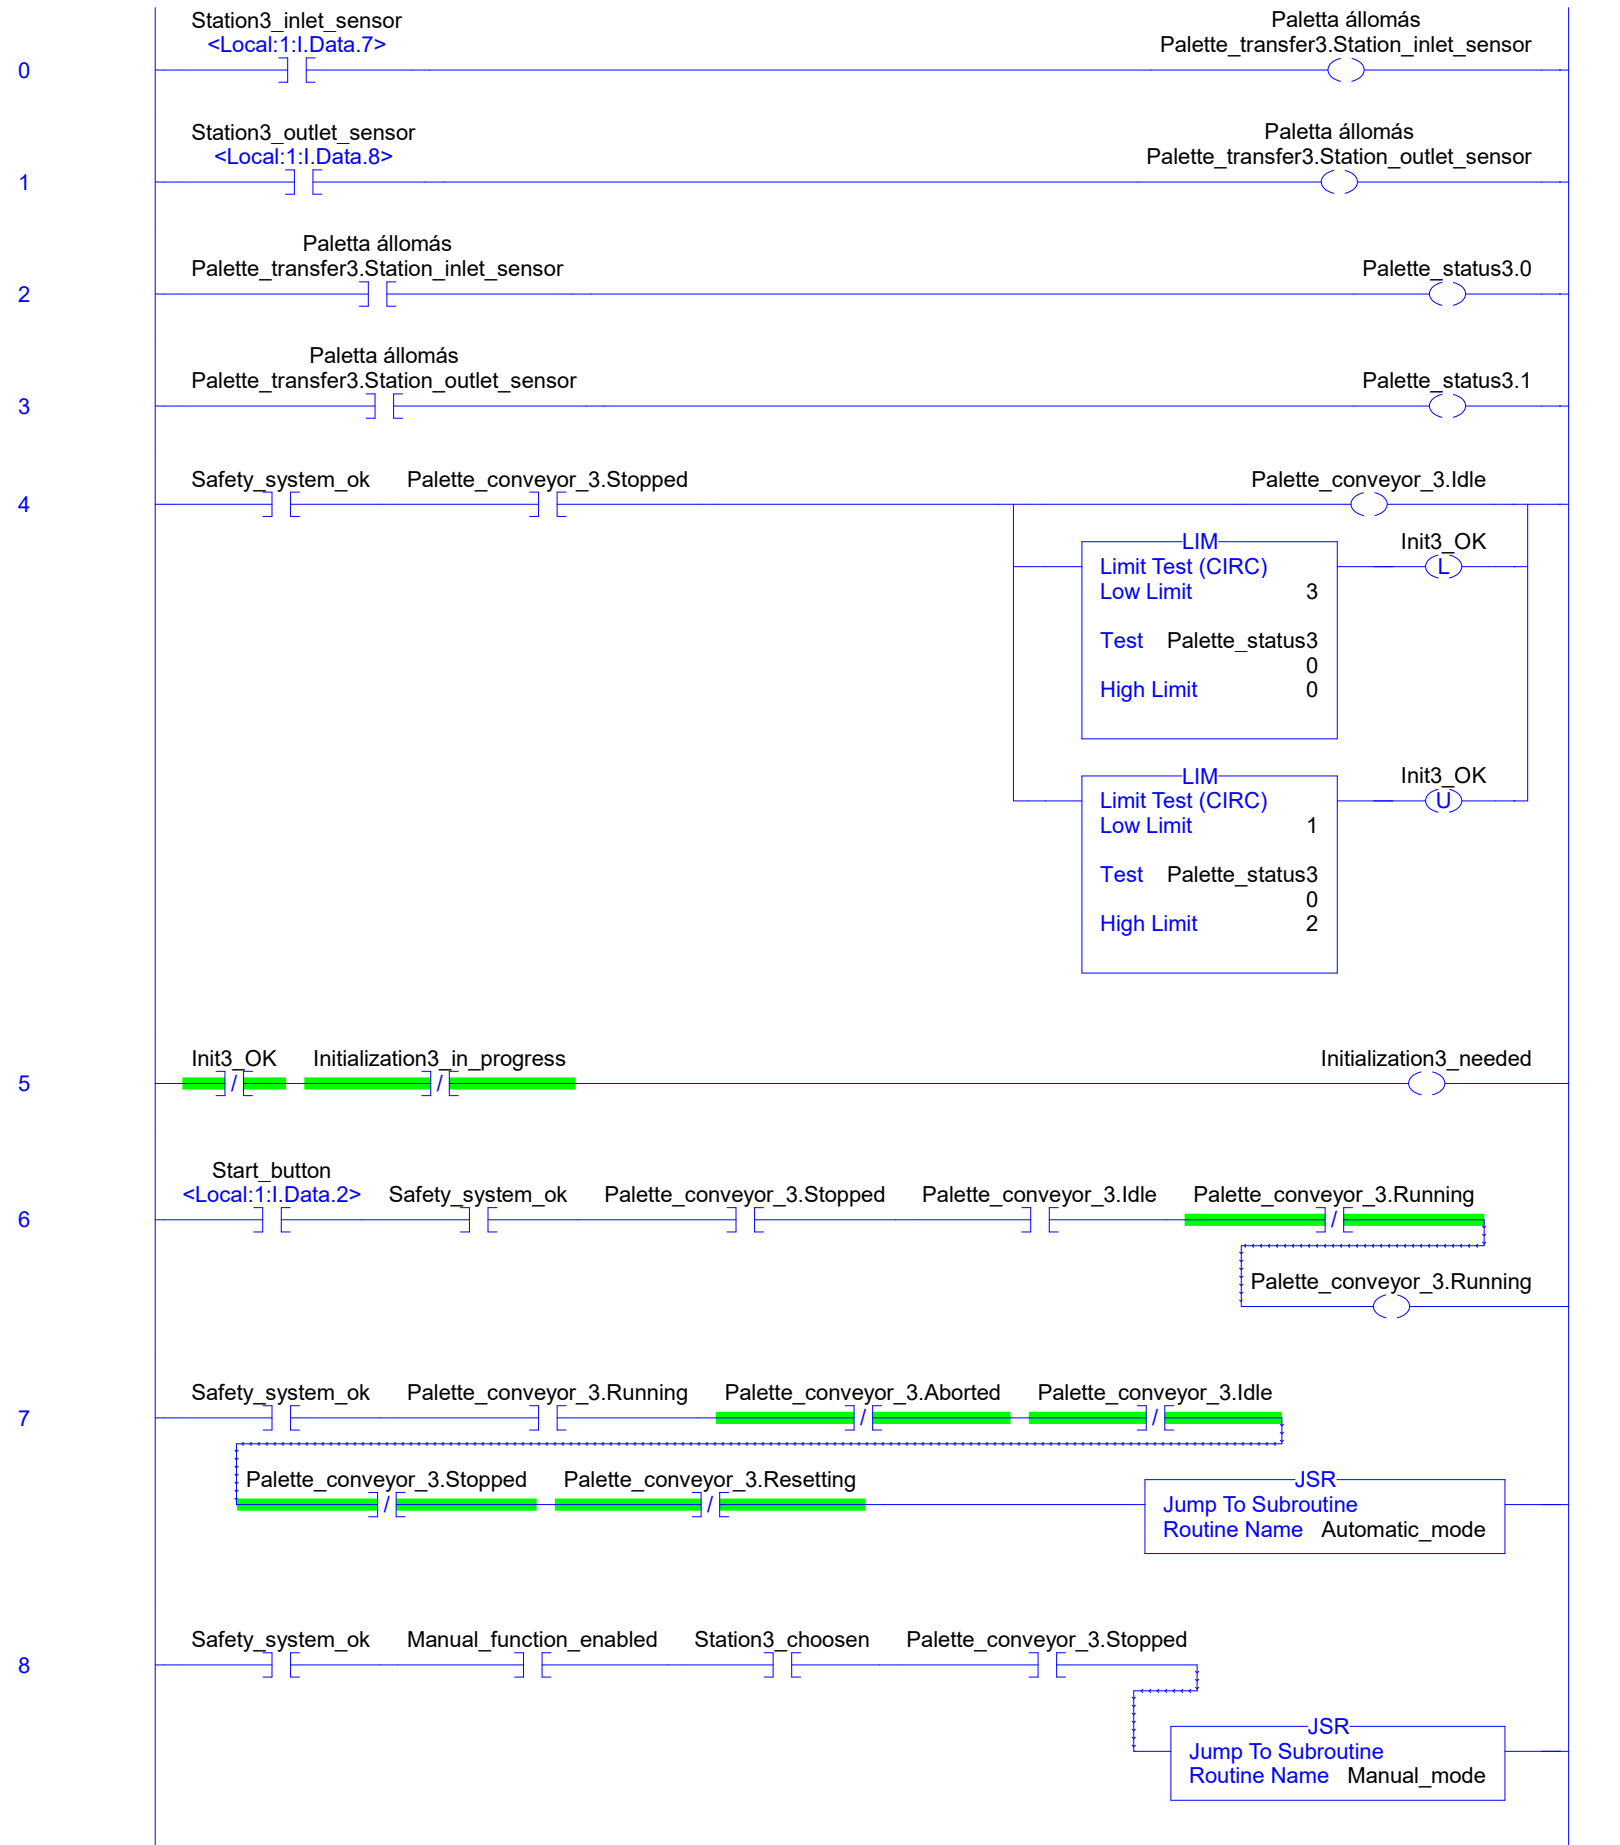 Station3_inlet_sensor
<Local:1:I.Data.7>
Paletta állomás
Palette_transfer3.Station_inlet_sensor
0
Station3_outlet_sensor
<Local:1:I.Data.8>
Paletta állomás
Palette_transfer3.Station_outlet_sensor
1
Paletta állomás
Palette_transfer3.Station_inlet_sensor
Palette_status3.0
2
Paletta állomás
Palette_transfer3.Station_outlet_sensor
Palette_status3.1
3
Safety_system_ok Palette_conveyor_3.Stopped Palette_conveyor_3.Idle
4
LIM
Limit Test (CIRC)
Low Limit 3
Test Palette_status3
0
High Limit 0
Init3_OK
L
LIM
Limit Test (CIRC)
Low Limit 1
Test Palette_status3
0
High Limit 2
Init3_OK
U
Init3_OK Initialization3_in_progress Initialization3_needed
5 / /
Start_button
<Local:1:I.Data.2> Safety_system_ok Palette_conveyor_3.Stopped Palette_conveyor_3.Idle Palette_conveyor_3.Running
6 /
Palette_conveyor_3.Running
Safety_system_ok Palette_conveyor_3.Running Palette_conveyor_3.Aborted Palette_conveyor_3.Idle
7 / /
Palette_conveyor_3.Stopped Palette_conveyor_3.Resetting
/ /
JSR
Jump To Subroutine
Routine Name Automatic_mode
Safety_system_ok Manual_function_enabled Station3_choosen Palette_conveyor_3.Stopped
8
JSR
Jump To Subroutine
Routine Name Manual_mode